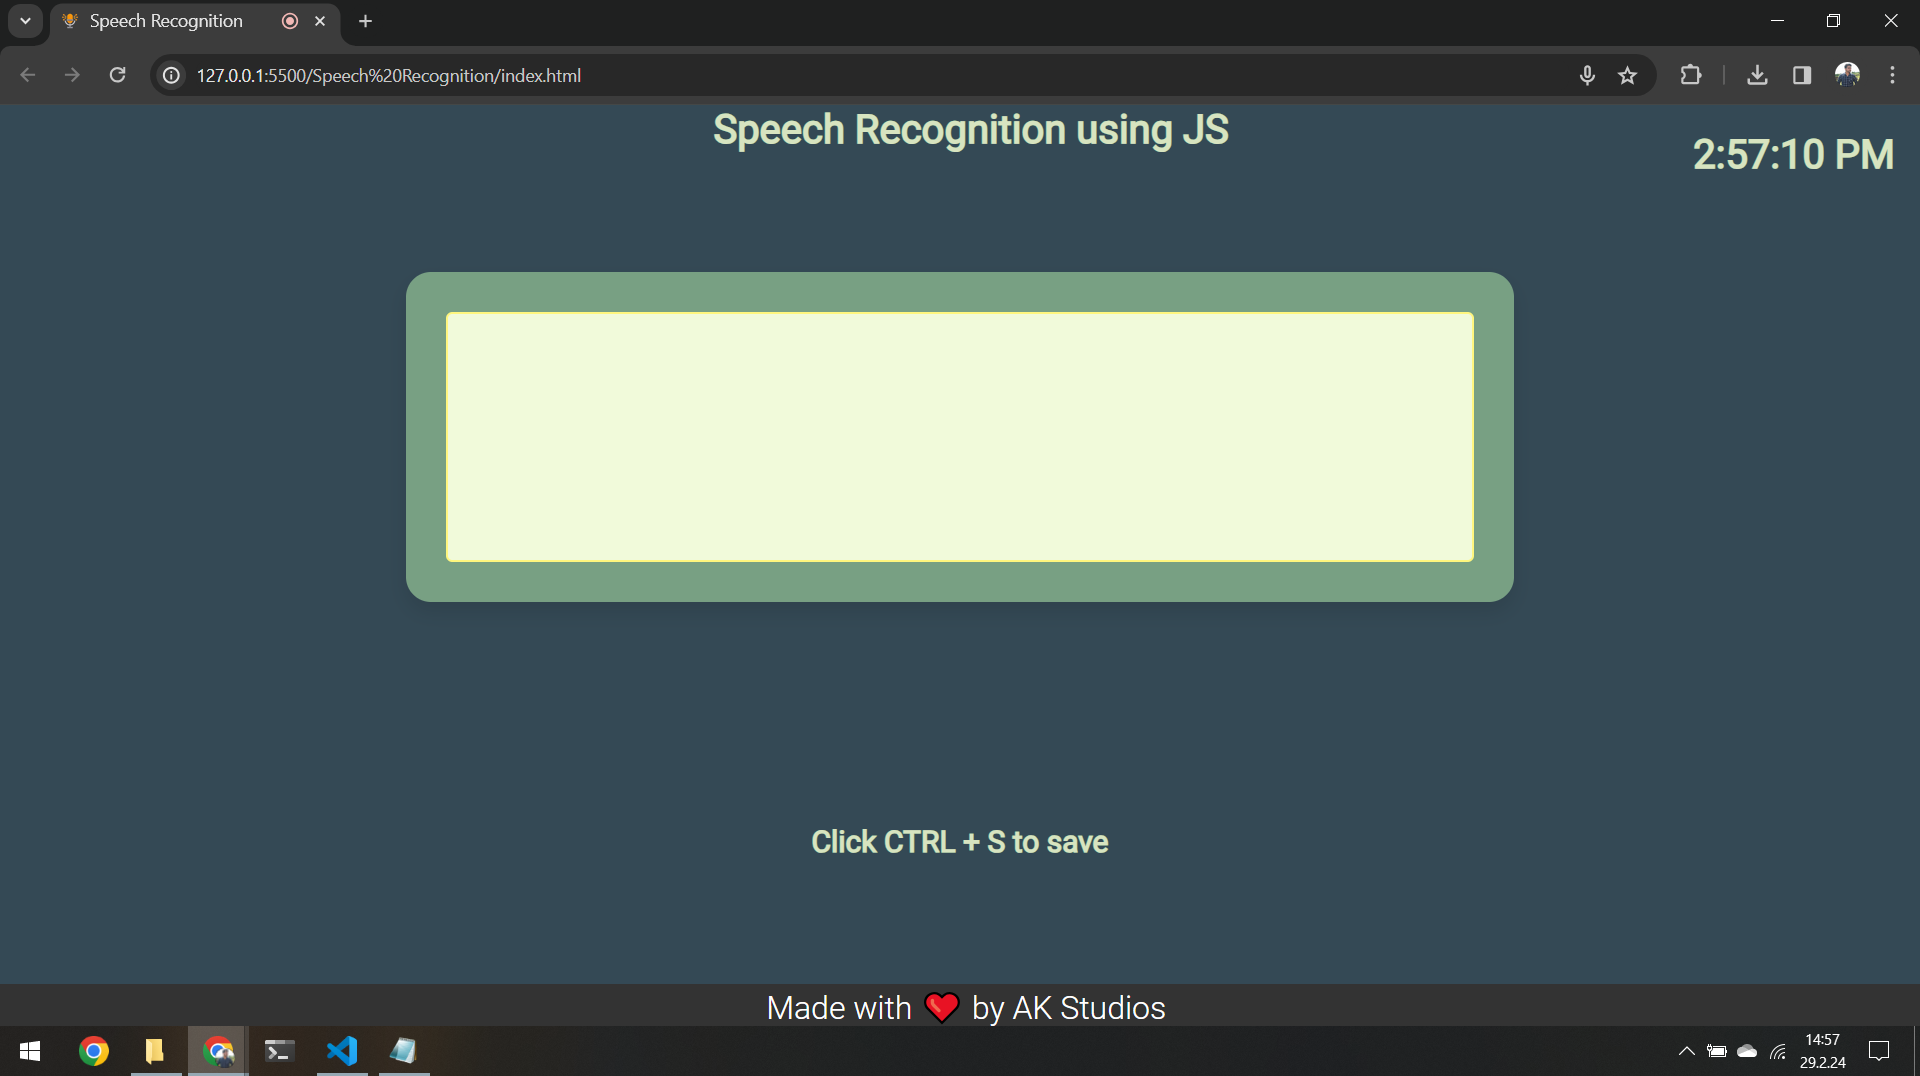 Speech Recognition
127.0.0.1:5500/Speech%20Recognition/index.html
Speech Recognition using JS
2:57:10 PM
Click CTRL + S to save
Made with ❤️ by AK Studios
14:57
29.2.24